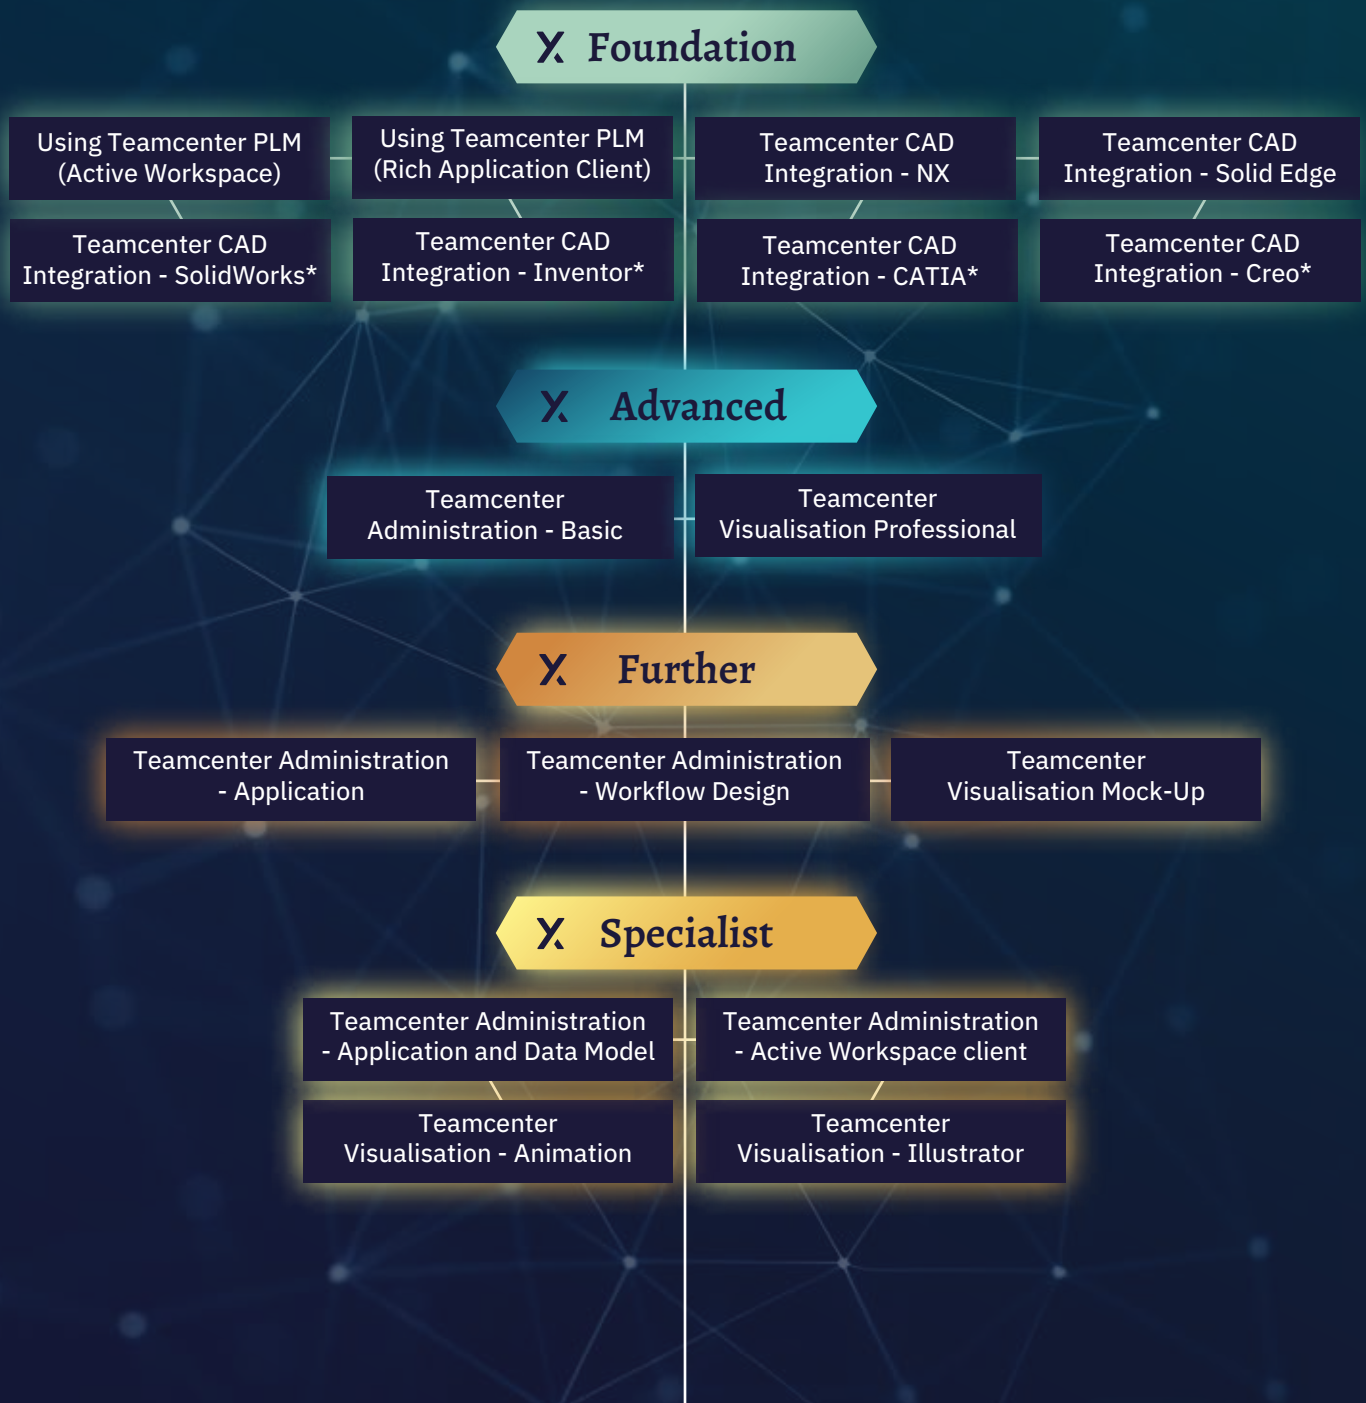 Foundation
Using Teamcenter PLM
(Active Workspace)
Using Teamcenter PLM
(Rich Application Client)
Teamcenter CAD
Integration - NX
Teamcenter CAD
Integration - Solid Edge
Teamcenter CAD
Integration - SolidWorks*
Teamcenter CAD
Integration - Inventor*
Teamcenter CAD
Integration - CATIA*
Teamcenter CAD
Integration - Creo*
Advanced
Teamcenter
Administration - Basic
Teamcenter
Visualisation Professional
Further
Teamcenter Administration
- Application
Teamcenter Administration
- Workflow Design
Teamcenter
Visualisation Mock-Up
Specialist
Teamcenter Administration
- Application and Data Model
Teamcenter Administration
- Active Workspace client
Teamcenter
Visualisation - Animation
Teamcenter
Visualisation - Illustrator